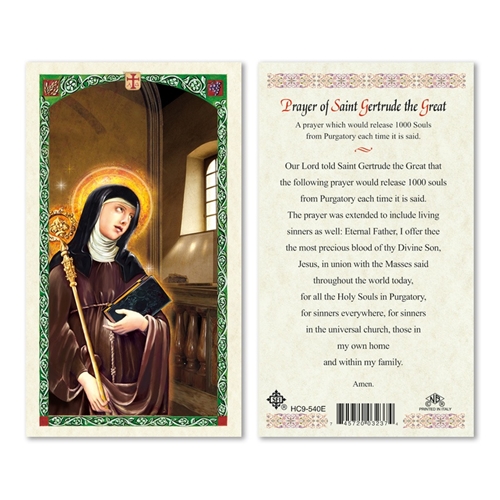 Prayer of Saint Gertrude the Great
A prayer which would release 1000 Souls
from Purgatory each time it is said.
Our Lord told Saint Gertrude the Great that
the following prayer would release 1000 souls
from Purgatory each time it is said.
The prayer was extended to include living
sinners as well: Eternal Father, I offer thee
the most precious blood of thy Divine Son,
Jesus, in union with the Masses said
throughout the world today,
for all the Holy Souls in Purgatory,
for sinners everywhere, for sinners
in the universal church, those in
my own home
and within my family.
Amen.
HC9-540E
PRINTED IN ITALY